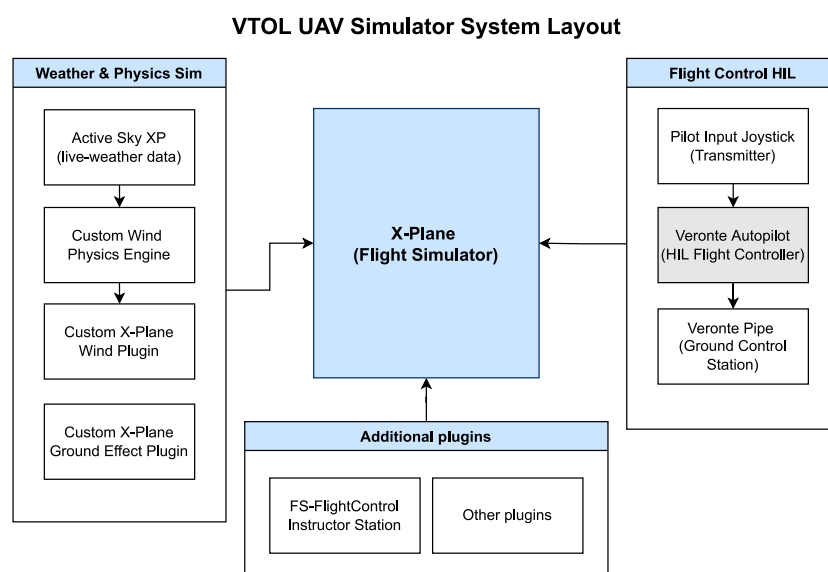 VTOL UAV Simulator System Layout
Weather & Physics Sim
Active Sky XP
(live-weather data)
Custom Wind
Physics Engine
Custom X-Plane
Wind Plugin
Custom X-Plane
Ground Effect Plugin
X-Plane
(Flight Simulator)
Flight Control HIL
Pilot Input Joystick
(Transmitter)
Veronte Autopilot
(HIL Flight Controller)
Veronte Pipe
(Ground Control
Station)
Additional plugins
FS-FlightControl
Instructor Station
Other plugins